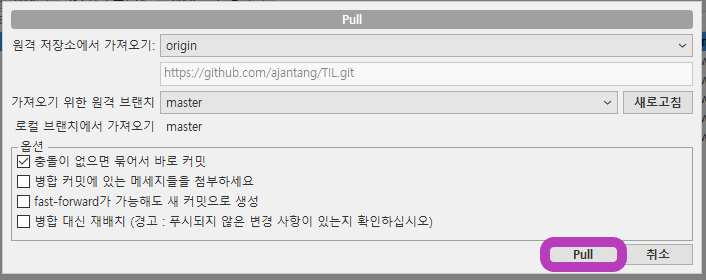 Pull
원격 저장소에서 가져오기: origin
https://github.com/ajantang/TIL.git
가져오기 위한 원격 브랜치 master 새로고침
로컬 브랜치에서 가져오기 master
옵션
충돌이 없으면 묶어서 바로 커밋
병합 커밋에 있는 메세지들을 첨부하세요
fast-forward가 가능해도 새 커밋으로 생성
병합 대신 재배치 (경고 : 푸시되지 않은 변경 사항이 있는지 확인하십시오)
Pull 취소